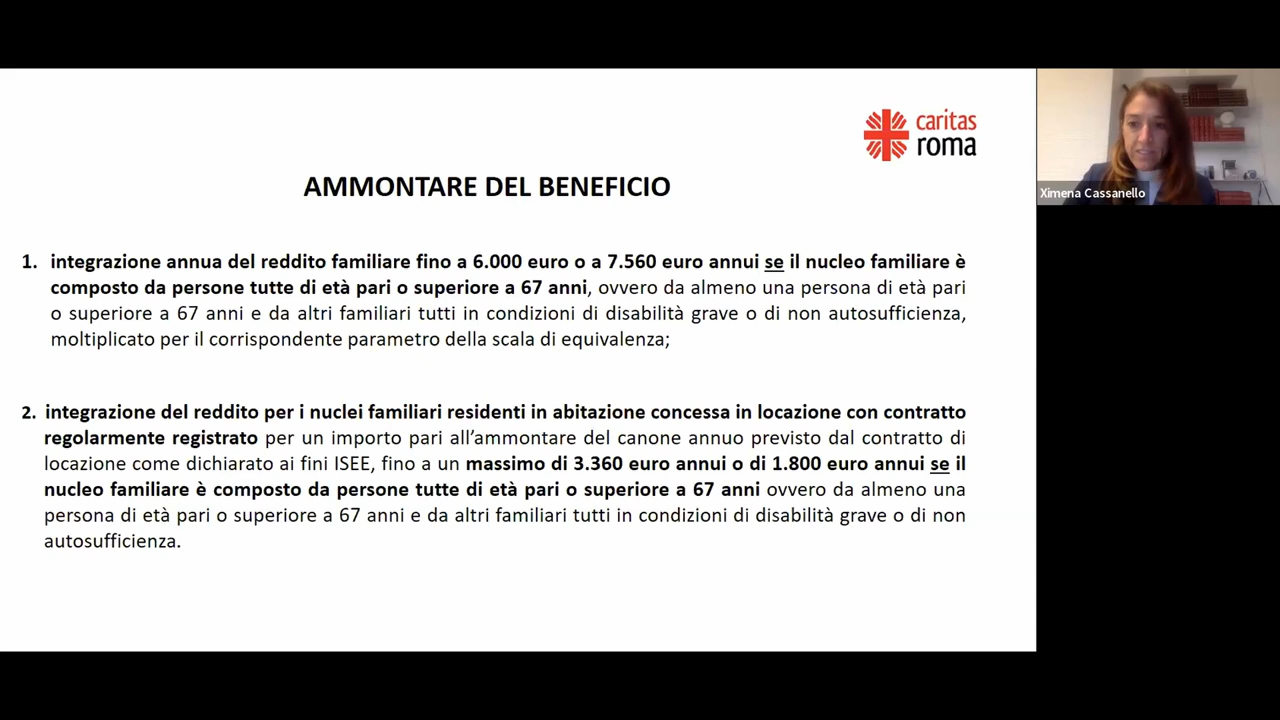 caritas
roma
Ximena Cassanello
AMMONTARE DEL BENEFICIO
1. integrazione annua del reddito familiare fino a 6.000 euro o a 7.560 euro annui se il nucleo familiare è
composto da persone tutte di età pari o superiore a 67 anni, ovvero da almeno una persona di età pari
o superiore a 67 anni e da altri familiari tutti in condizioni di disabilità grave o di non autosufficienza,
moltiplicato per il corrispondente parametro della scala di equivalenza;
2. integrazione del reddito per i nuclei familiari residenti in abitazione concessa in locazione con contratto
regolarmente registrato per un importo pari all’ammontare del canone annuo previsto dal contratto di
locazione come dichiarato ai fini ISEE, fino a un massimo di 3.360 euro annui o di 1.800 euro annui se il
nucleo familiare è composto da persone tutte di età pari o superiore a 67 anni ovvero da almeno una
persona di età pari o superiore a 67 anni e da altri familiari tutti in condizioni di disabilità grave o di non
autosufficienza.